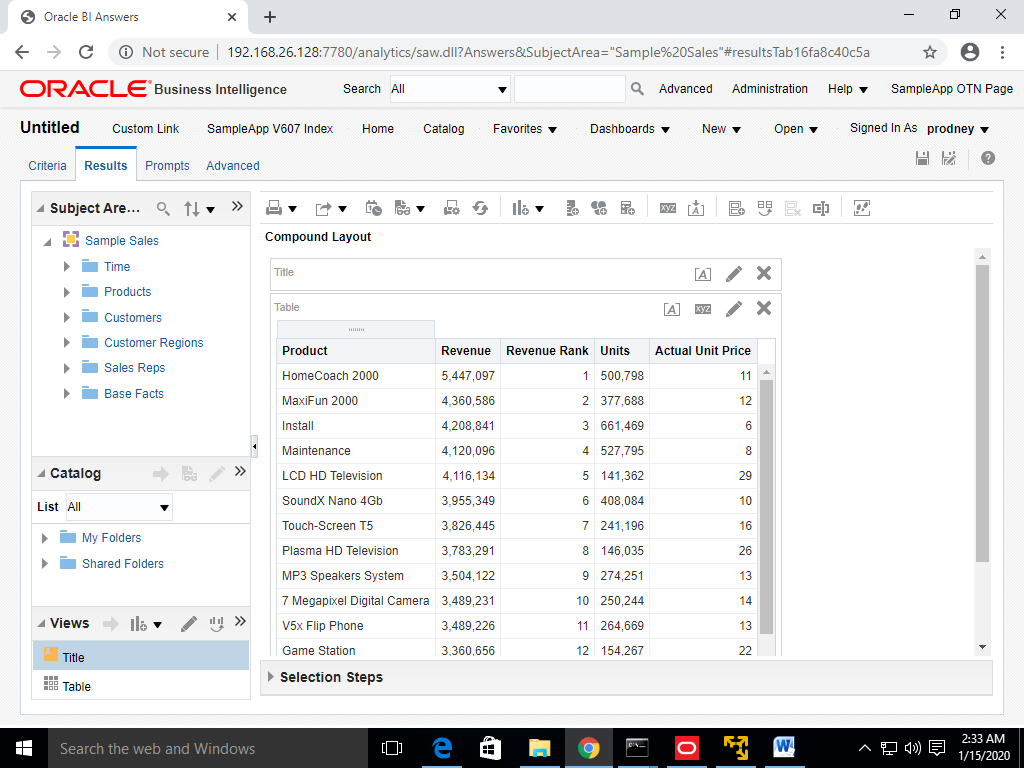 Oracle BI Answers
Not secure | 192.168.26.128:7780/analytics/saw.dll?Answers&SubjectArea="Sample%20Sales"#resultsTab16fa8c40c5a
ORACLE® Business Intelligence
Search All Advanced Administration Help SampleApp OTN Page
Untitled Custom Link SampleApp V607 Index Home Catalog Favorites Dashboards New Open Signed In As prodney
Criteria Results Prompts Advanced
Subject Are...
Sample Sales
Time
Products
Customers
Customer Regions
Sales Reps
Base Facts
Catalog
List All
My Folders
Shared Folders
Views
Title
Table
Compound Layout
Title
Table
Product Revenue Revenue Rank Units Actual Unit Price
HomeCoach 2000 5,447,097 1 500,798 11
MaxiFun 2000 4,360,586 2 377,688 12
Install 4,208,841 3 661,469 6
Maintenance 4,120,096 4 527,795 8
LCD HD Television 4,116,134 5 141,362 29
SoundX Nano 4Gb 3,955,349 6 408,084 10
Touch-Screen T5 3,826,445 7 241,196 16
Plasma HD Television 3,783,291 8 146,035 26
MP3 Speakers System 3,504,122 9 274,251 13
7 Megapixel Digital Camera 3,489,231 10 250,244 14
V5x Flip Phone 3,489,226 11 264,669 13
Game Station 3,360,656 12 154,267 22
Selection Steps
Search the web and Windows
2:33 AM
1/15/2020